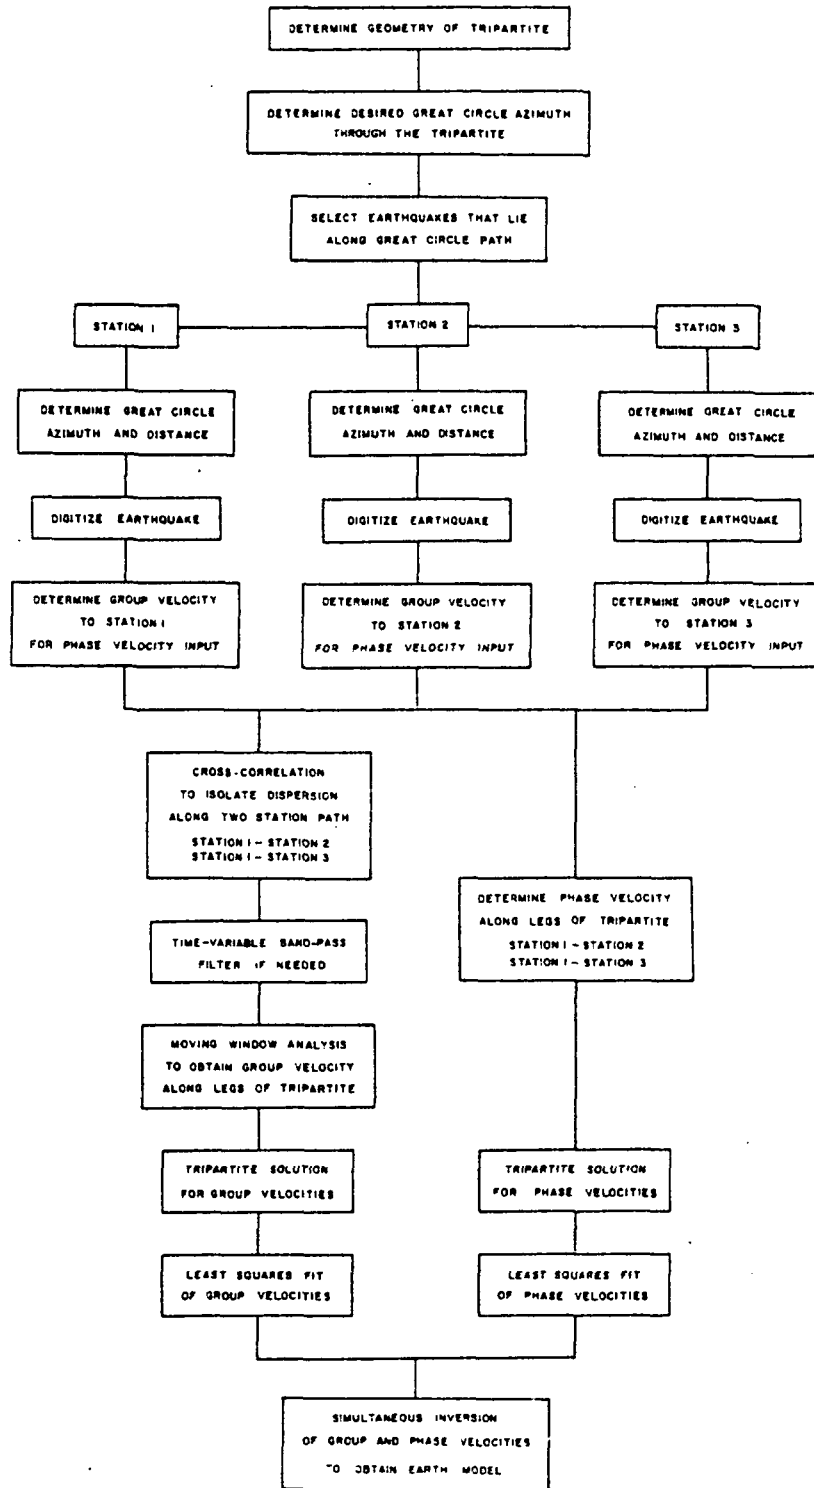 DETERMINE GEOMETRY OF TRIPARTITE
DETERMINE DESIRED GREAT CIRCLE AZIMUTH
THROUGH THE TRIPARTITE
SELECT EARTHQUAKES THAT LIE
ALONG GREAT CIRCLE PATH
STATION 1
STATION 2
STATION 3
DETERMINE GREAT CIRCLE
AZIMUTH AND DISTANCE
DETERMINE GREAT CIRCLE
AZIMUTH AND DISTANCE
DETERMINE GREAT CIRCLE
AZIMUTH AND DISTANCE
DIGITIZE EARTHQUAKE
DIGITIZE EARTHQUAKE
DIGITIZE EARTHQUAKE
DETERMINE GROUP VELOCITY
TO STATION 1
FOR PHASE VELOCITY INPUT
DETERMINE GROUP VELOCITY
TO STATION 2
FOR PHASE VELOCITY INPUT
DETERMINE GROUP VELOCITY
TO STATION 3
FOR PHASE VELOCITY INPUT
CROSS-CORRELATION
TO ISOLATE DISPERSION
ALONG TWO STATION PATH
STATION 1 - STATION 2
STATION 1 - STATION 3
TIME-VARIABLE BAND-PASS
FILTER IF NEEDED
MOVING WINDOW ANALYSIS
TO OBTAIN GROUP VELOCITY
ALONG LEGS OF TRIPARTITE
TRIPARTITE SOLUTION
FOR GROUP VELOCITIES
LEAST SQUARES FIT
OF GROUP VELOCITIES
DETERMINE PHASE VELOCITY
ALONG LEGS OF TRIPARTITE
STATION 1 - STATION 2
STATION 1 - STATION 3
TRIPARTITE SOLUTION
FOR PHASE VELOCITIES
LEAST SQUARES FIT
OF PHASE VELOCITIES
SIMULTANEOUS INVERSION
OF GROUP AND PHASE VELOCITIES
TO OBTAIN EARTH MODEL